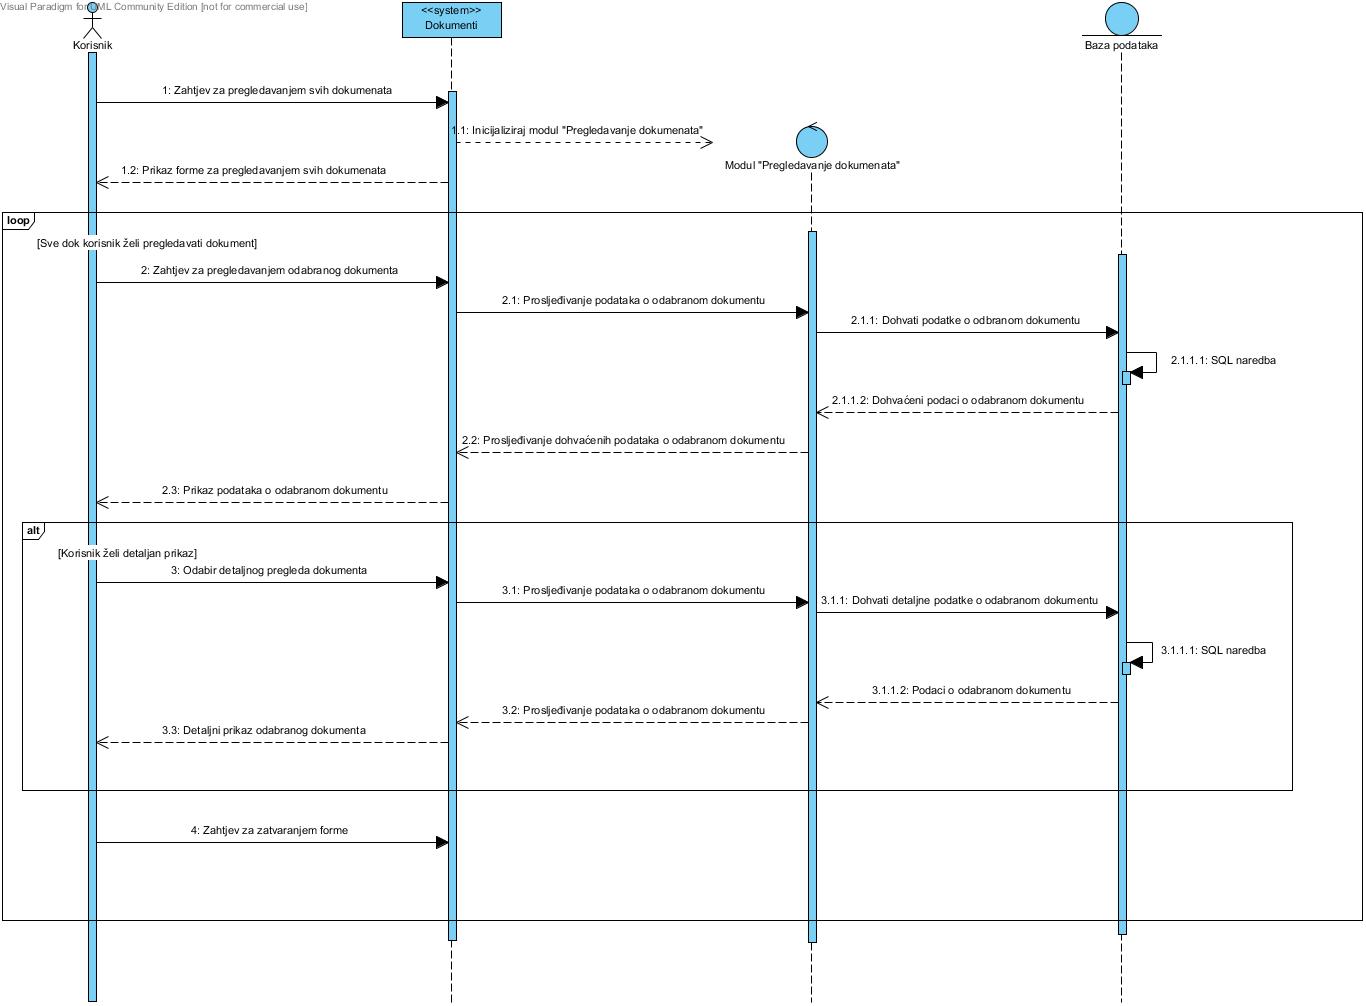 Visual Paradigm for UML Community Edition [not for commercial use]
<<system>>
Dokumenti
Korisnik
Baza podataka
1: Zahtjev za pregledavanjem svih dokumenata
1.1: Inicijaliziraj modul "Pregledavanje dokumenata"
Modul "Pregledavanje dokumenata"
1.2: Prikaz forme za pregledavanjem svih dokumenata
loop
[Sve dok korisnik želi pregledavati dokument]
2: Zahtjev za pregledavanjem odabranog dokumenta
2.1: Prosljeđivanje podataka o odabranom dokumentu
2.1.1: Dohvati podatke o odbranom dokumentu
2.1.1.1: SQL naredba
2.1.1.2: Dohvaćeni podaci o odabranom dokumentu
2.2: Prosljeđivanje dohvaćenih podataka o odabranom dokumentu
2.3: Prikaz podataka o odabranom dokumentu
alt
[Korisnik želi detaljan prikaz]
3: Odabir detaljnog pregleda dokumenta
3.1: Prosljeđivanje podataka o odabranom dokumentu
3.1.1: Dohvati detaljne podatke o odabranom dokumentu
3.1.1.1: SQL naredba
3.1.1.2: Podaci o odabranom dokumentu
3.2: Prosljeđivanje podataka o odabranom dokumentu
3.3: Detaljni prikaz odabranog dokumenta
4: Zahtjev za zatvaranjem forme